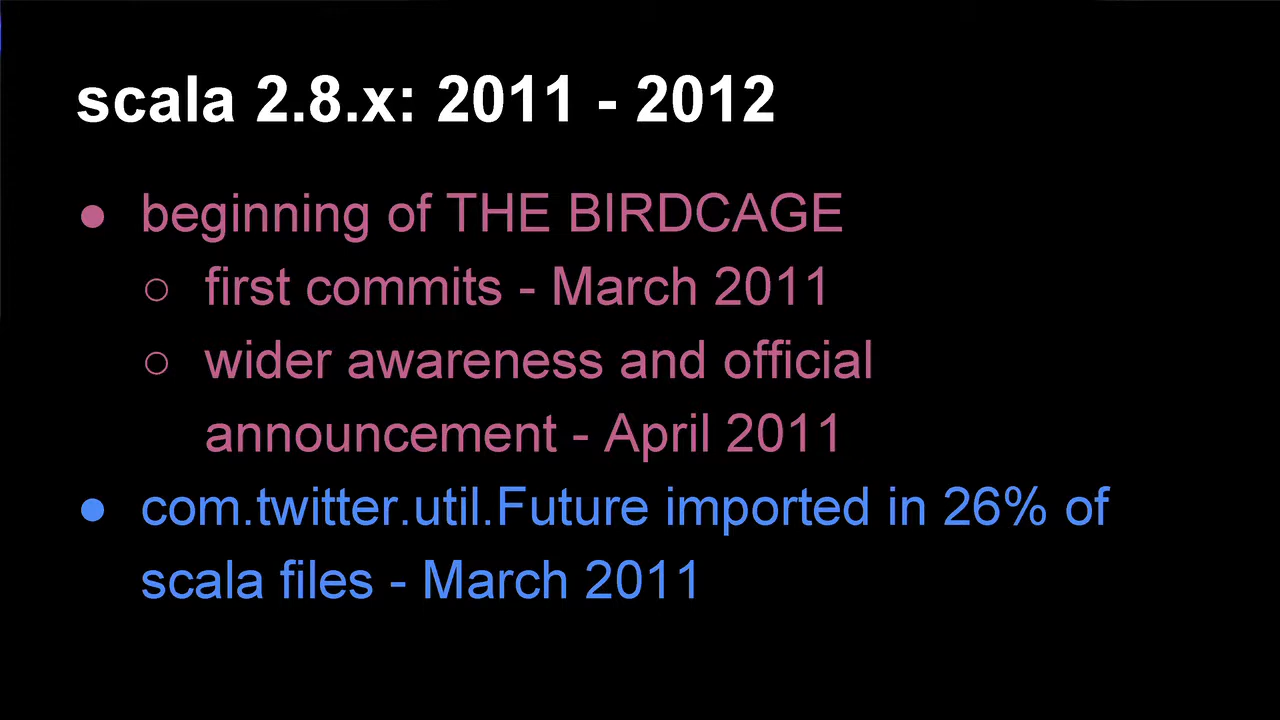 scala 2.8.x: 2011 - 2012
● beginning of THE BIRDCAGE
○ first commits - March 2011
○ wider awareness and official
announcement - April 2011
● com.twitter.util.Future imported in 26% of
scala files - March 2011